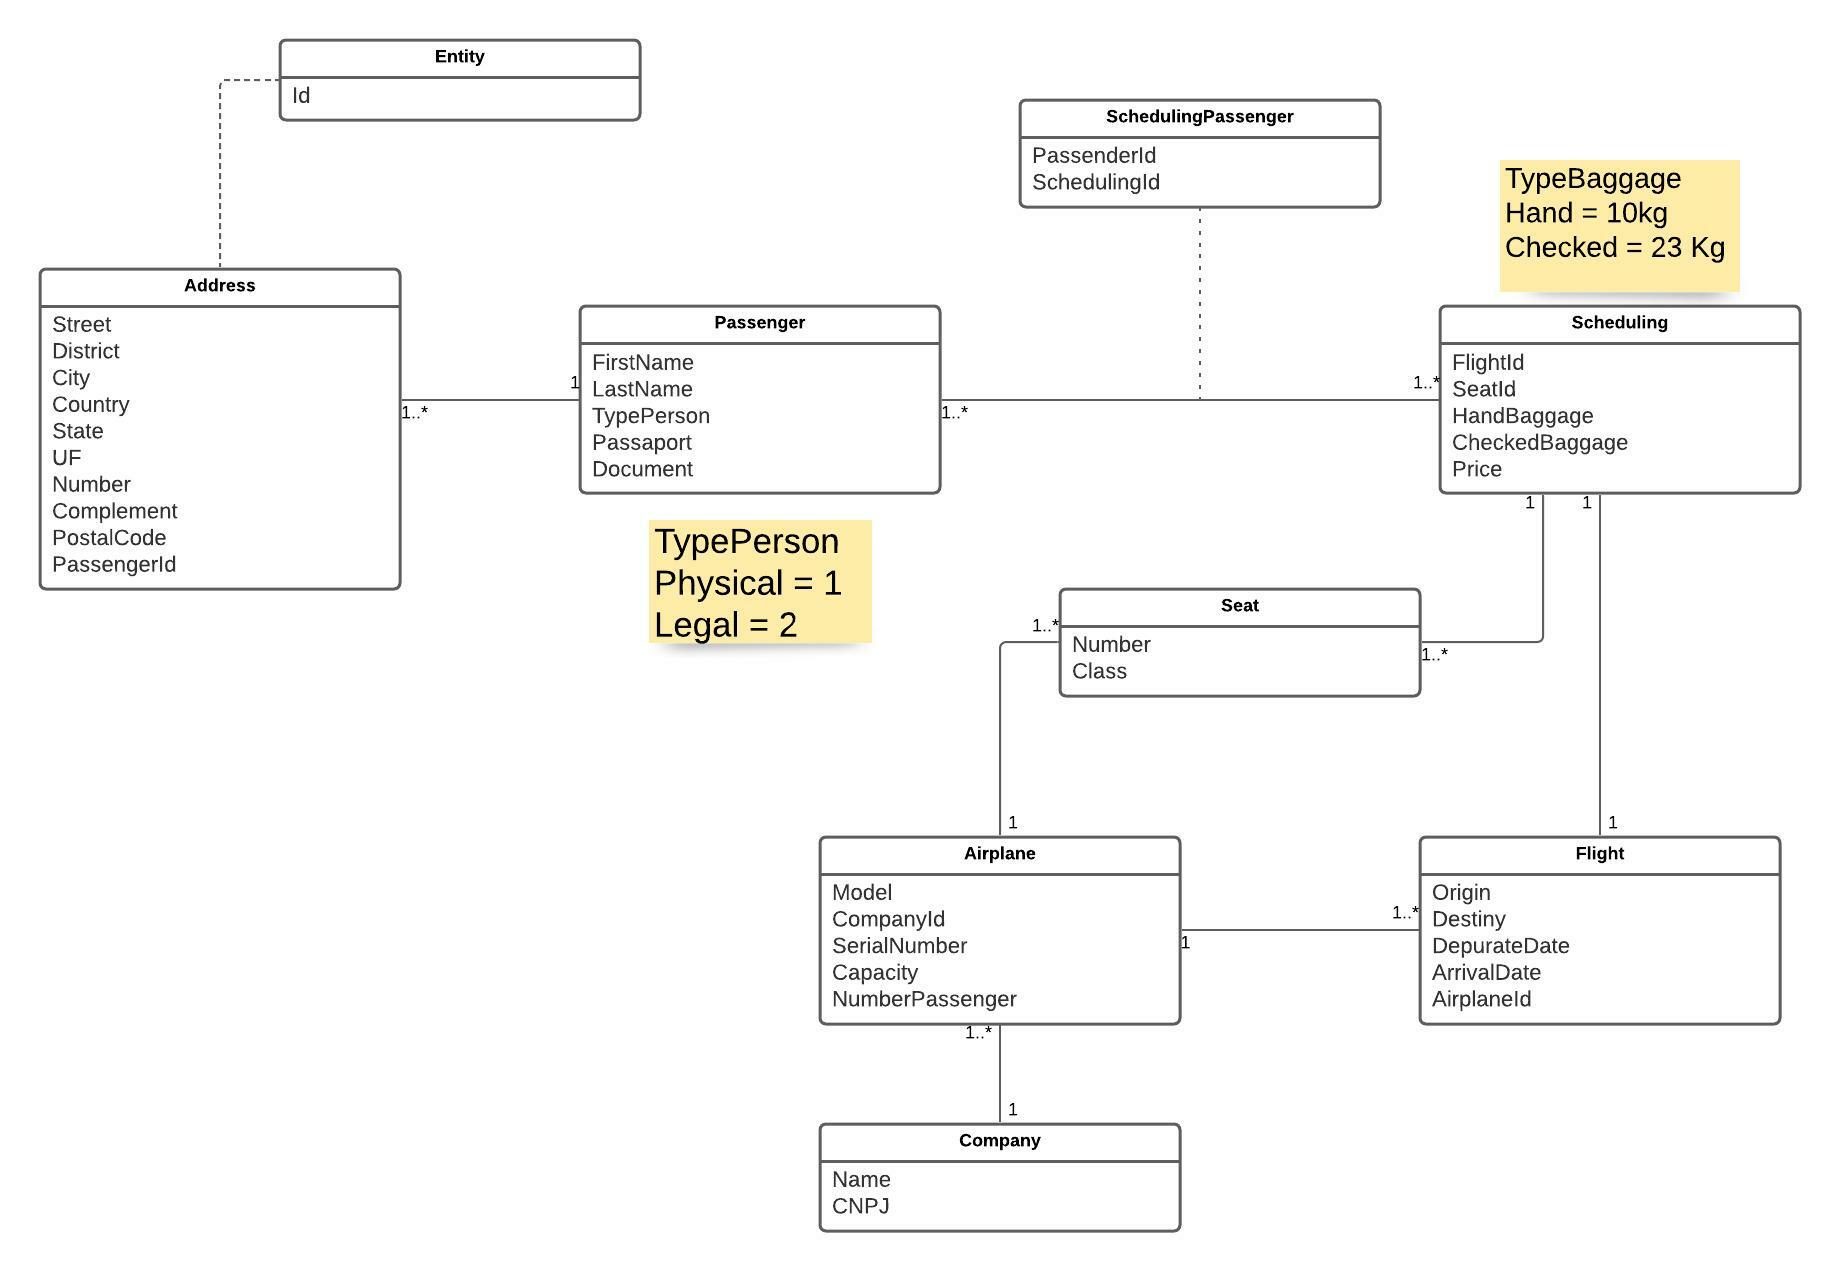 Entity
Id
SchedulingPassenger
PassenderId
SchedulingId
TypeBaggage
Hand = 10kg
Checked = 23 Kg
Address
Street
District
City
Country
State
UF
Number
Complement
PostalCode
PassengerId
1..*
1
Passenger
FirstName
LastName
TypePerson
Passaport
Document
1..*
1..*
Scheduling
FlightId
SeatId
HandBaggage
CheckedBaggage
Price
1
1
TypePerson
Physical = 1
Legal = 2
Seat
Number
Class
1..*
1..*
1
1
Airplane
Model
CompanyId
SerialNumber
Capacity
NumberPassenger
1
1..*
Flight
Origin
Destiny
DepurateDate
ArrivalDate
AirplaneId
1..*
1
Company
Name
CNPJ